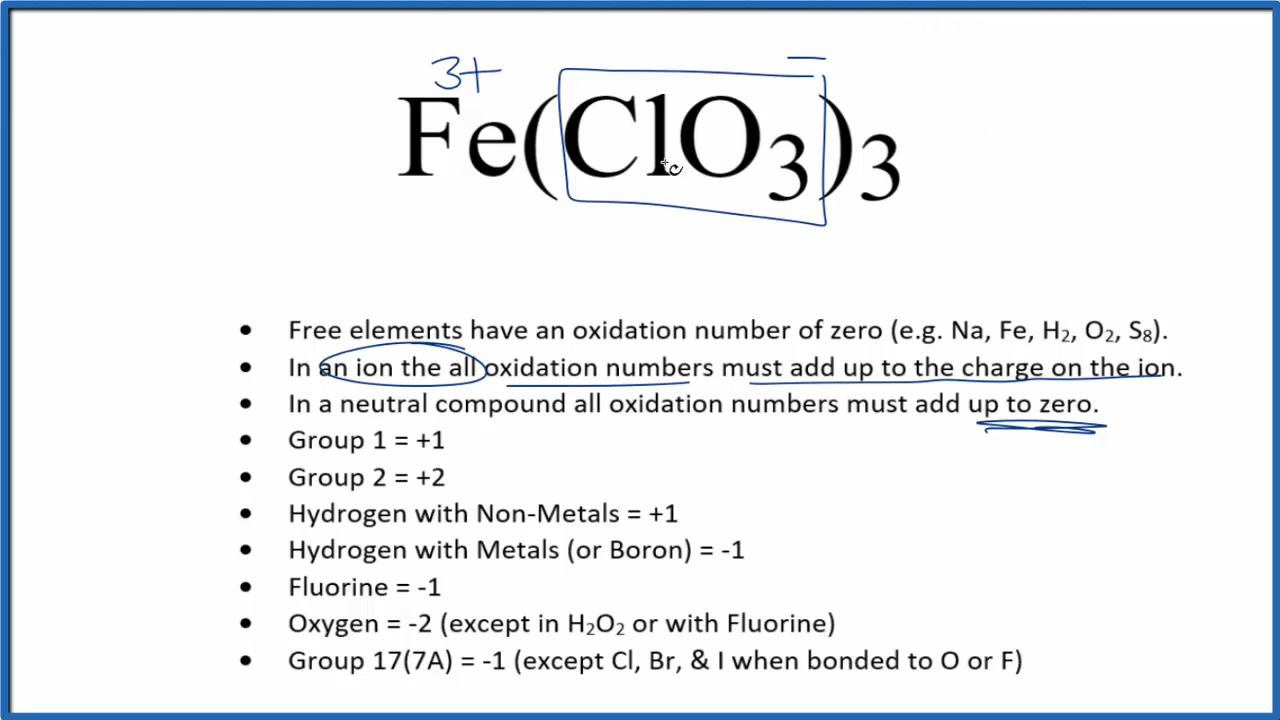 3+ –
Fe(ClO₃)₃
• Free elements have an oxidation number of zero (e.g. Na, Fe, H₂, O₂, S₈).
• In an ion the all oxidation numbers must add up to the charge on the ion.
• In a neutral compound all oxidation numbers must add up to zero.
• Group 1 = +1
• Group 2 = +2
• Hydrogen with Non-Metals = +1
• Hydrogen with Metals (or Boron) = -1
• Fluorine = -1
• Oxygen = -2 (except in H₂O₂ or with Fluorine)
• Group 17(7A) = -1 (except Cl, Br, & I when bonded to O or F)